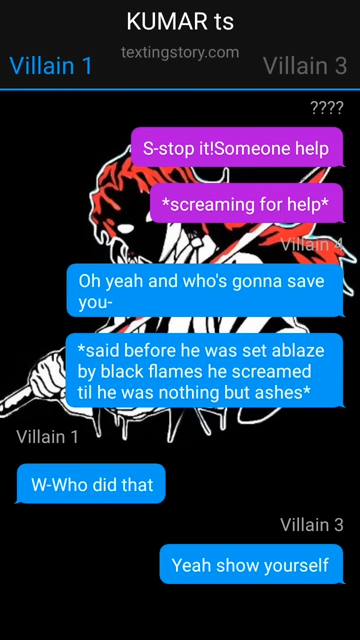 KUMAR ts
textingstory.com
Villain 1
Villain 3
????
S-stop it!Someone help
*screaming for help*
Villain 4
Oh yeah and who's gonna save
you-
*said before he was set ablaze
by black flames he screamed
til he was nothing but ashes*
Villain 1
W-Who did that
Villain 3
Yeah show yourself